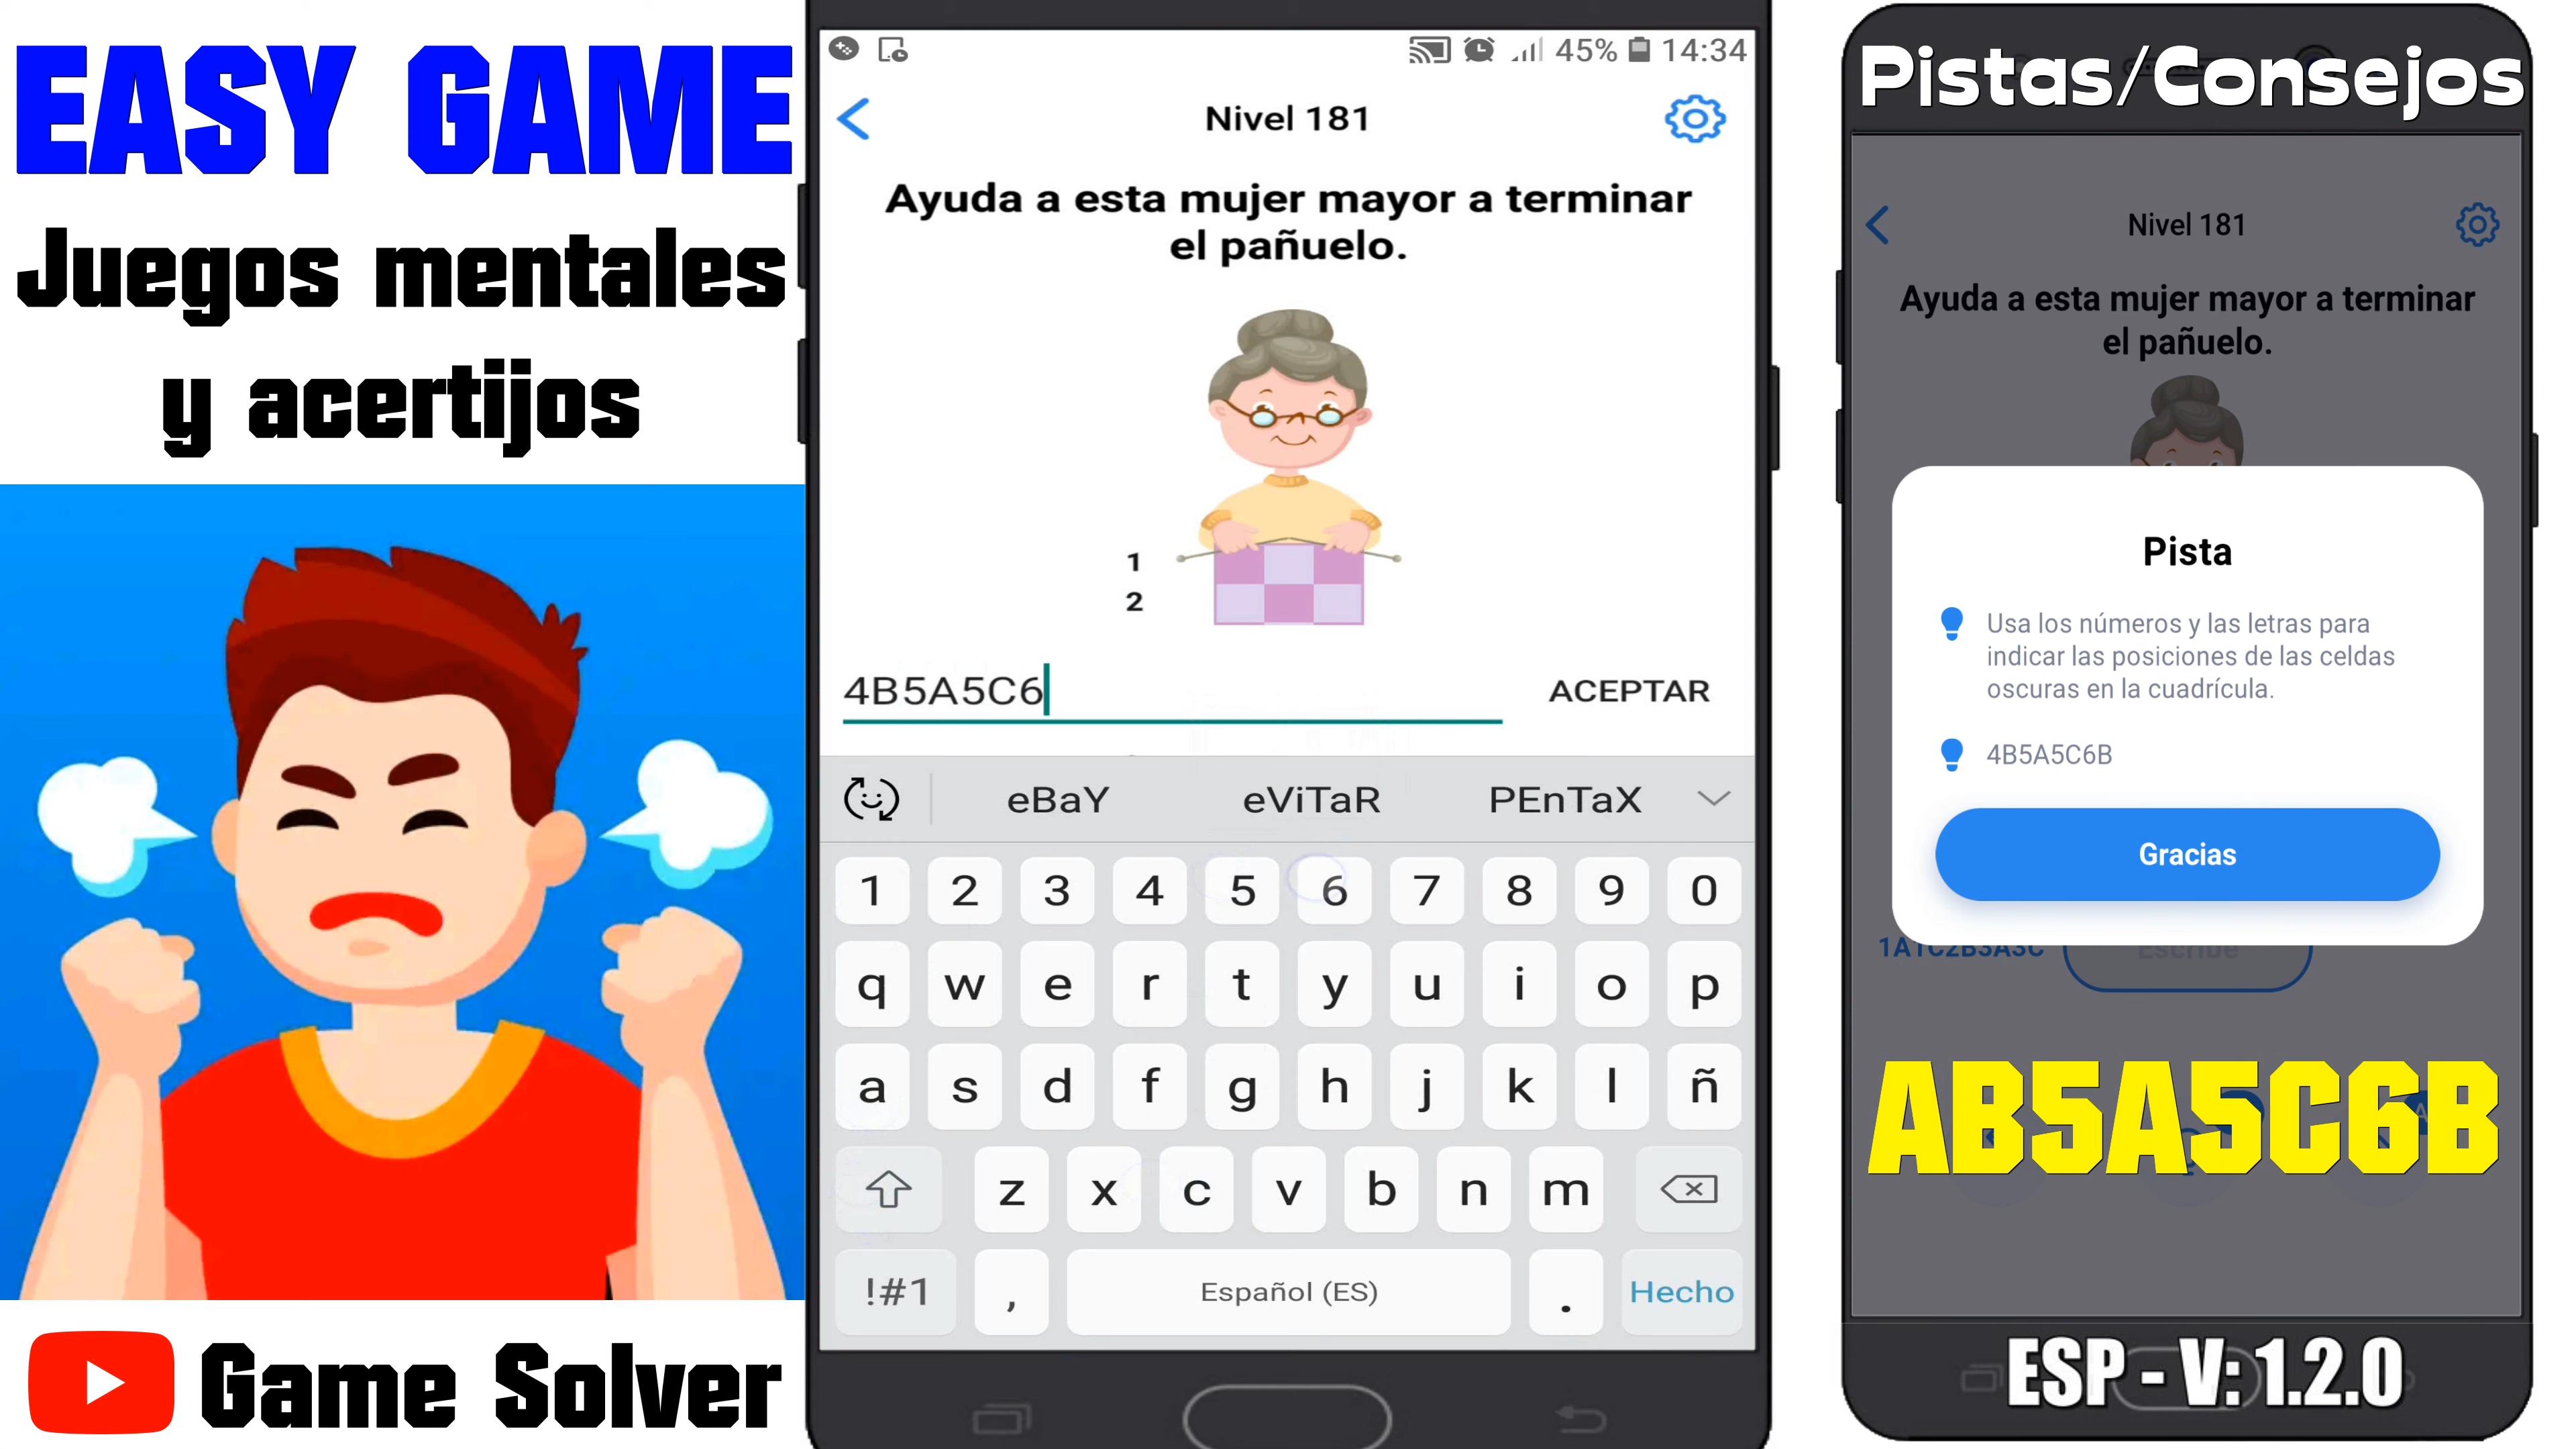 EASY GAME
Juegos mentales
y acertijos
Game Solver
45% 14:34
Nivel 181
Ayuda a esta mujer mayor a terminar
el pañuelo.
1
2
4B5A5C6
ACEPTAR
eBaY eViTaR PEnTaX
1 2 3 4 5 6 7 8 9 0
q w e r t y u i o p
a s d f g h j k l ñ
z x c v b n m
!#1 , Español (ES) . Hecho
Pistas/Consejos
Nivel 181
Ayuda a esta mujer mayor a terminar
el pañuelo.
Pista
Usa los números y las letras para
indicar las posiciones de las celdas
oscuras en la cuadrícula.
4B5A5C6B
Gracias
1A1C2B3A3C Escribe
AB5A5C6B
ESP - V: 1.2.0